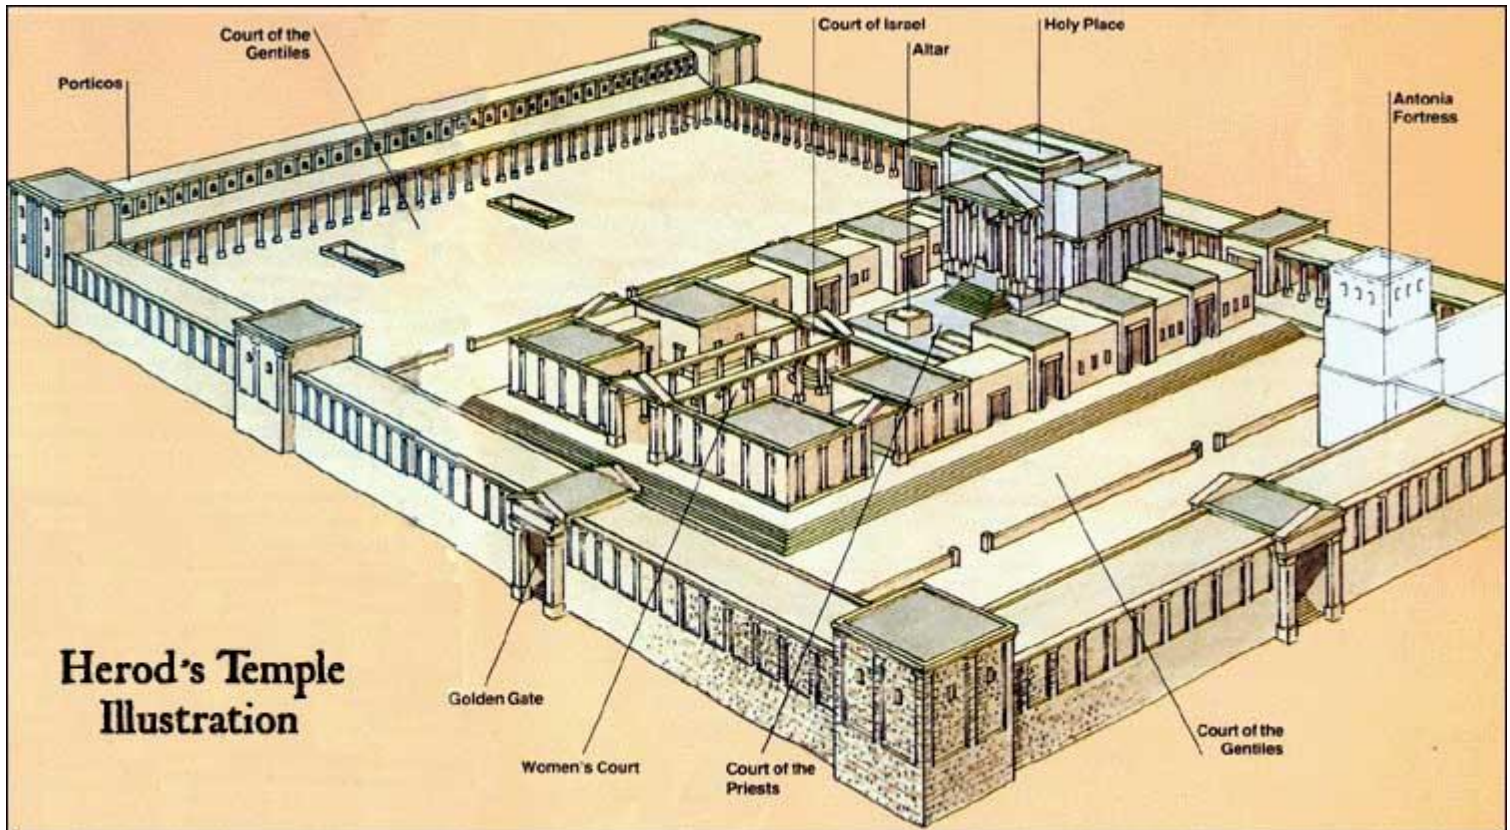 Court of the
Gentiles
Court of Israel
Holy Place
Altar
Porticos
Antonia
Fortress
Herod's Temple
Illustration
Golden Gate
Women's Court
Court of the
Priests
Court of the
Gentiles